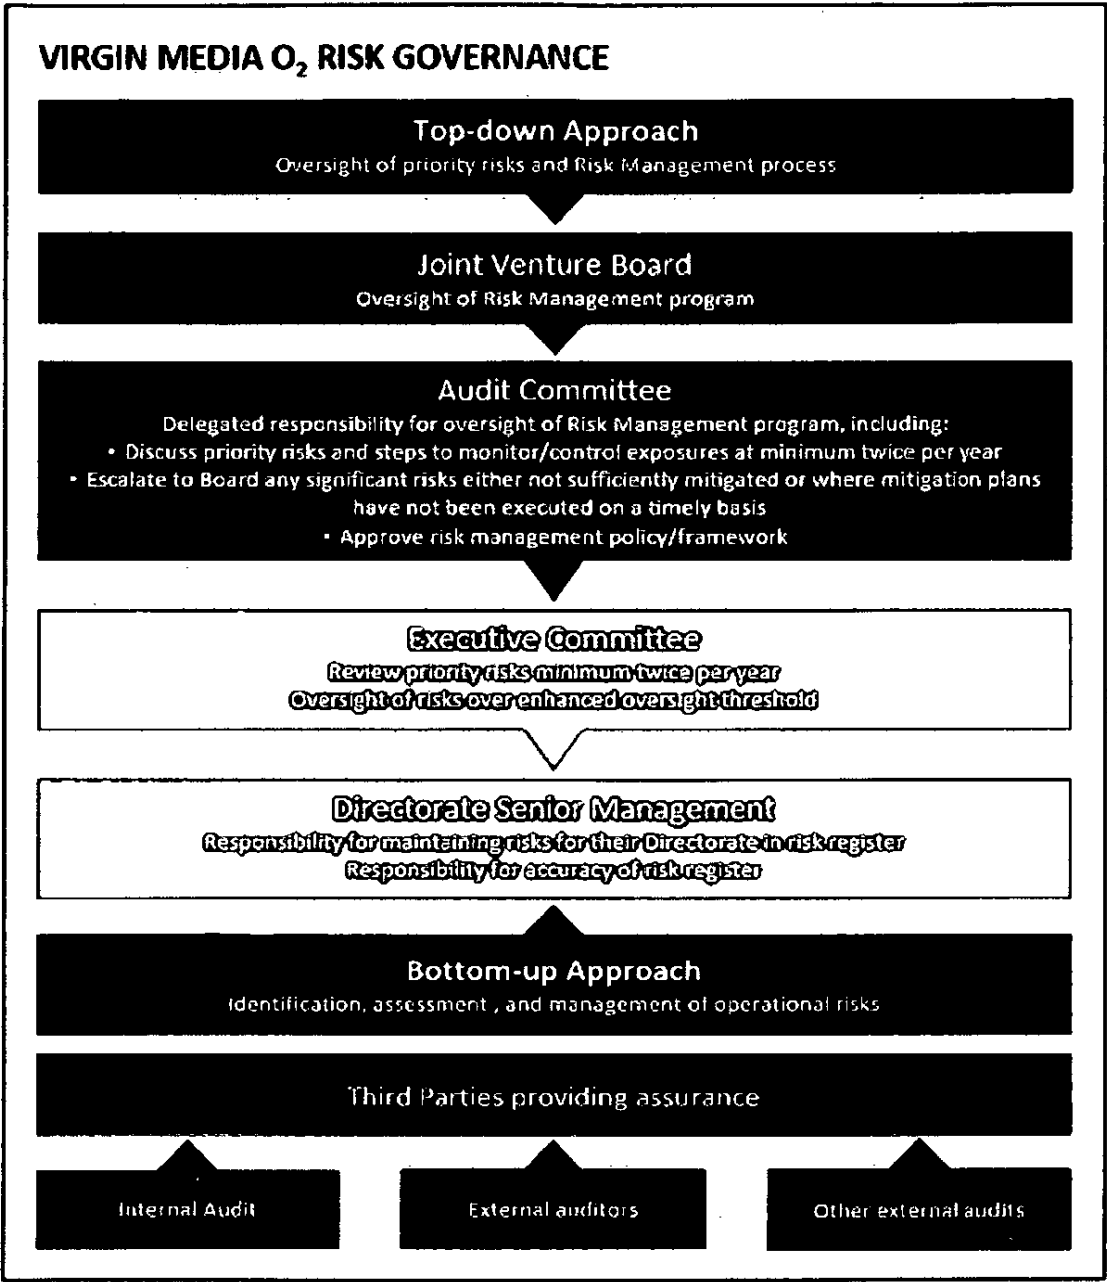 VIRGIN MEDIA O₂ RISK GOVERNANCE
Top-down Approach
Oversight of priority risks and Risk Management process
Joint Venture Board
Oversight of Risk Management program
Audit Committee
Delegated responsibility for oversight of Risk Management program, including:
• Discuss priority risks and steps to monitor/control exposures at minimum twice per year
• Escalate to Board any significant risks either not sufficiently mitigated or where mitigation plans
have not been executed on a timely basis
• Approve risk management policy/framework
Executive Committee
Review priority risks minimum twice per year
Oversight of risks over enhanced oversight threshold
Directorate Senior Management
Responsibility for maintaining risks for their Directorate in risk register
Responsibility for accuracy of risk register
Bottom-up Approach
Identification, assessment , and management of operational risks
Third Parties providing assurance
Internal Audit
External auditors
Other external audits